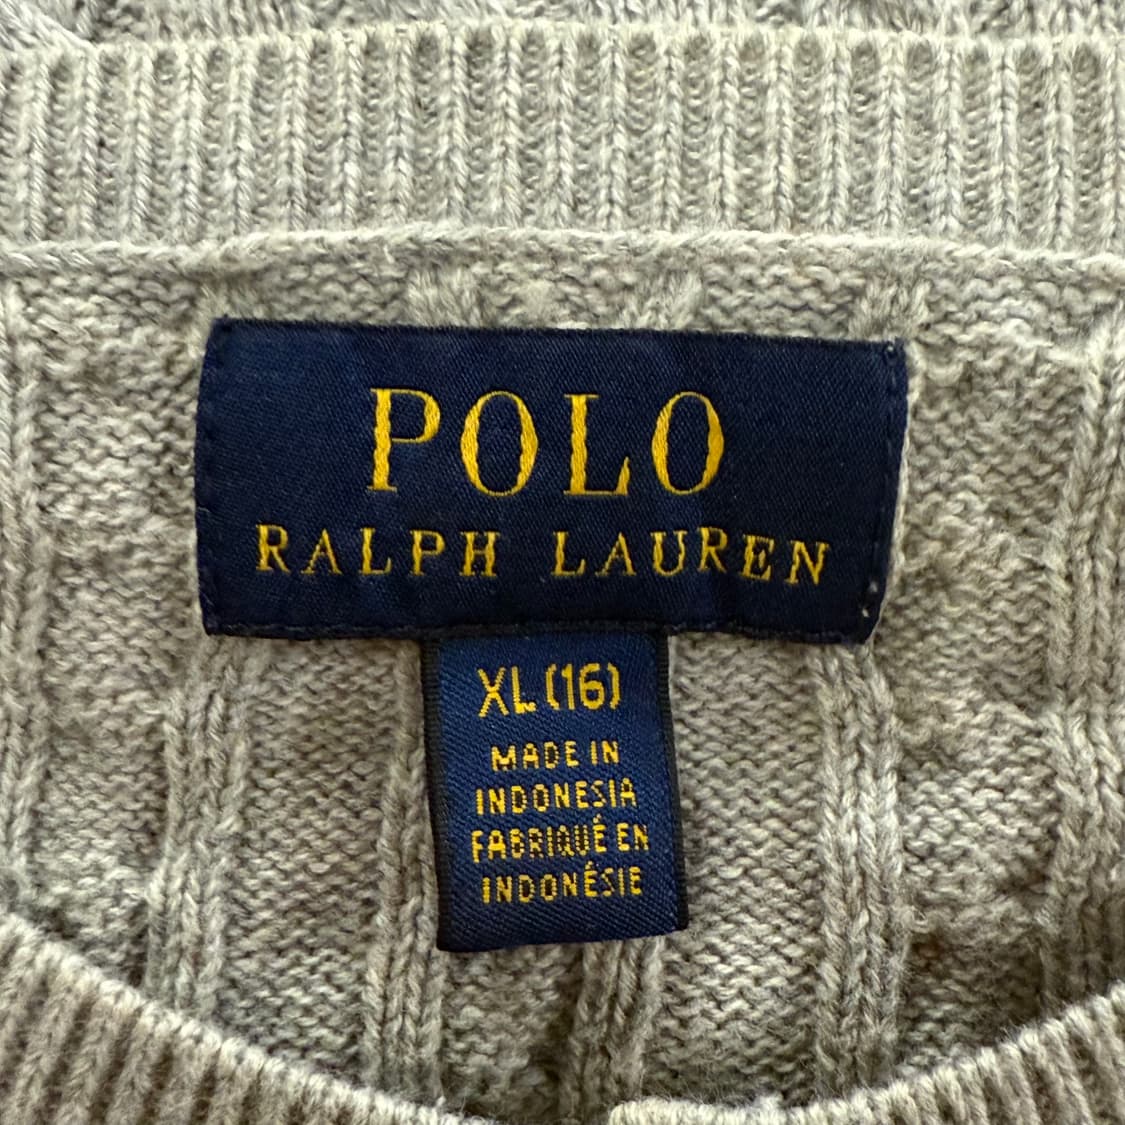 POLO
RALPH LAUREN
XL (16)
MADE IN
INDONESIA
FABRIQUÉ EN
INDONÉSIE